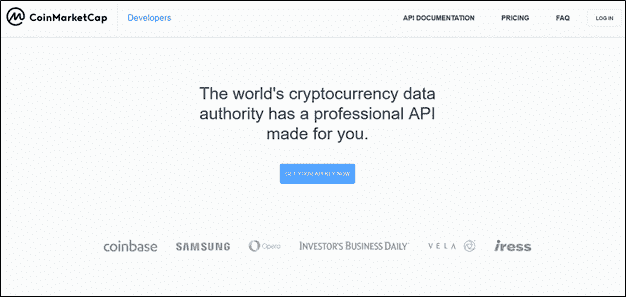 CoinMarketCap Developers API DOCUMENTATION PRICING FAQ LOG IN
The world's cryptocurrency data
authority has a professional API
made for you.
GET YOUR API KEY NOW
coinbase SAMSUNG Opera INVESTOR'S BUSINESS DAILY VELA iress